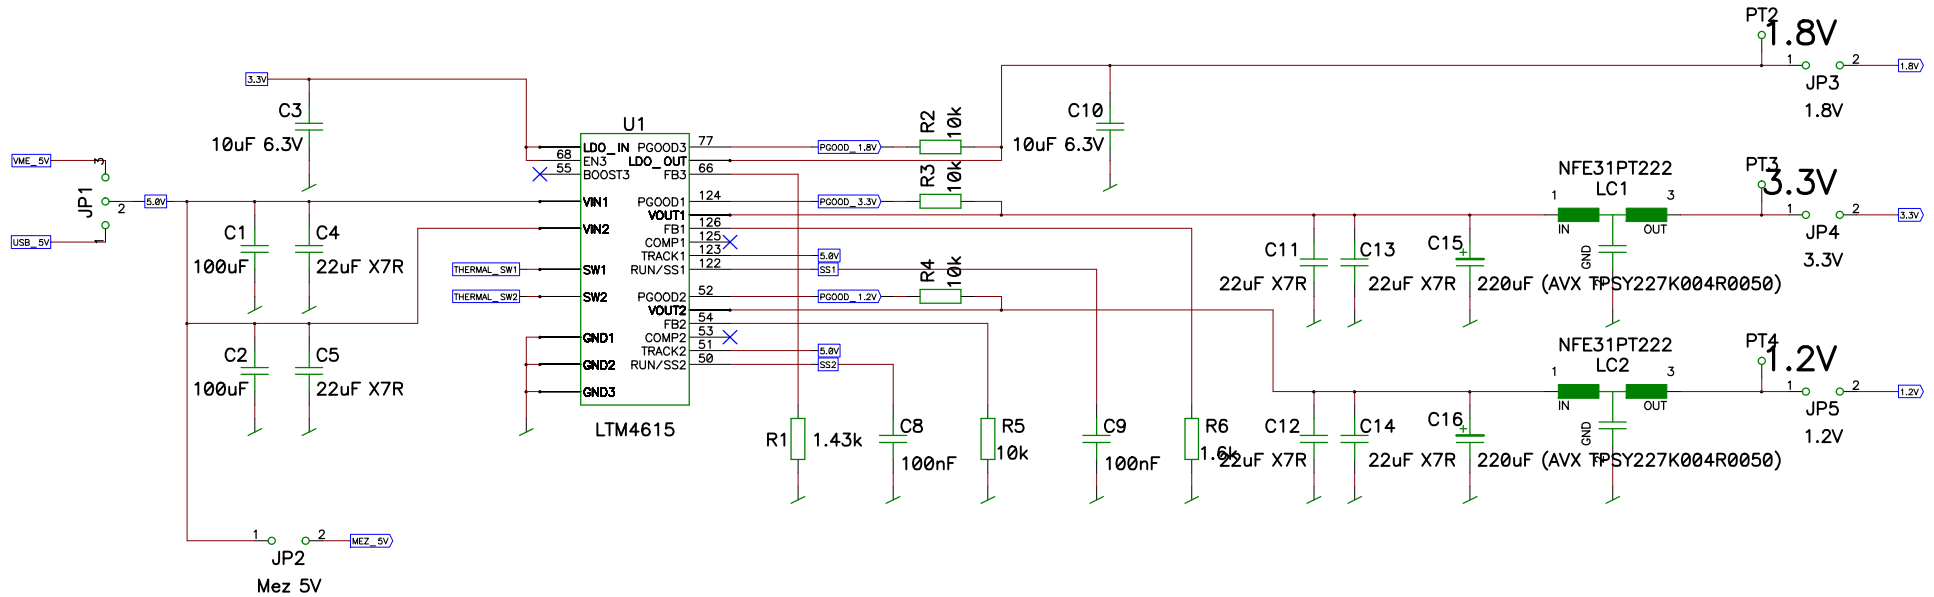 PT2
1.8V
1 2
1.8V
JP3
1.8V
3.3V
C3
10uF 6.3V
C10
10uF 6.3V
R2
10k
U1
LDO_IN
68 EN3
55 BOOST3
VIN1
VIN2
SW1
SW2
GND1
GND2
GND3
PGOOD3 77
LDO_OUT
FB3 66
PGOOD1 124
VOUT1
FB1 126
COMP1 125
TRACK1 123
RUN/SS1 122
PGOOD2 52
VOUT2
FB2 54
COMP2 53
TRACK2 51
RUN/SS2 50
LTM4615
PGOOD_1.8V
PGOOD_3.3V
5.0V
SS1
PGOOD_1.2V
5.0V
SS2
R3
10k
R4
10k
VME_5V
3
JP1
2
5.0V
USB_5V
1
C1
100uF
C4
22uF X7R
THERMAL_SW1
THERMAL_SW2
C2
100uF
C5
22uF X7R
NFE31PT222
LC1
1 3
IN OUT
GND
2
PT3
3.3V
1 2
3.3V
JP4
3.3V
C11
22uF X7R
C13
22uF X7R
C15
+
220uF (AVX TPSY227K004R0050)
NFE31PT222
LC2
1 3
IN OUT
GND
2
PT4
1.2V
1 2
1.2V
JP5
1.2V
R1 1.43k
C8
100nF
R5
10k
C9
100nF
R6
1.6k
C12
22uF X7R
C14
22uF X7R
C16
+
220uF (AVX TPSY227K004R0050)
1 2
MEZ_5V
JP2
Mez 5V